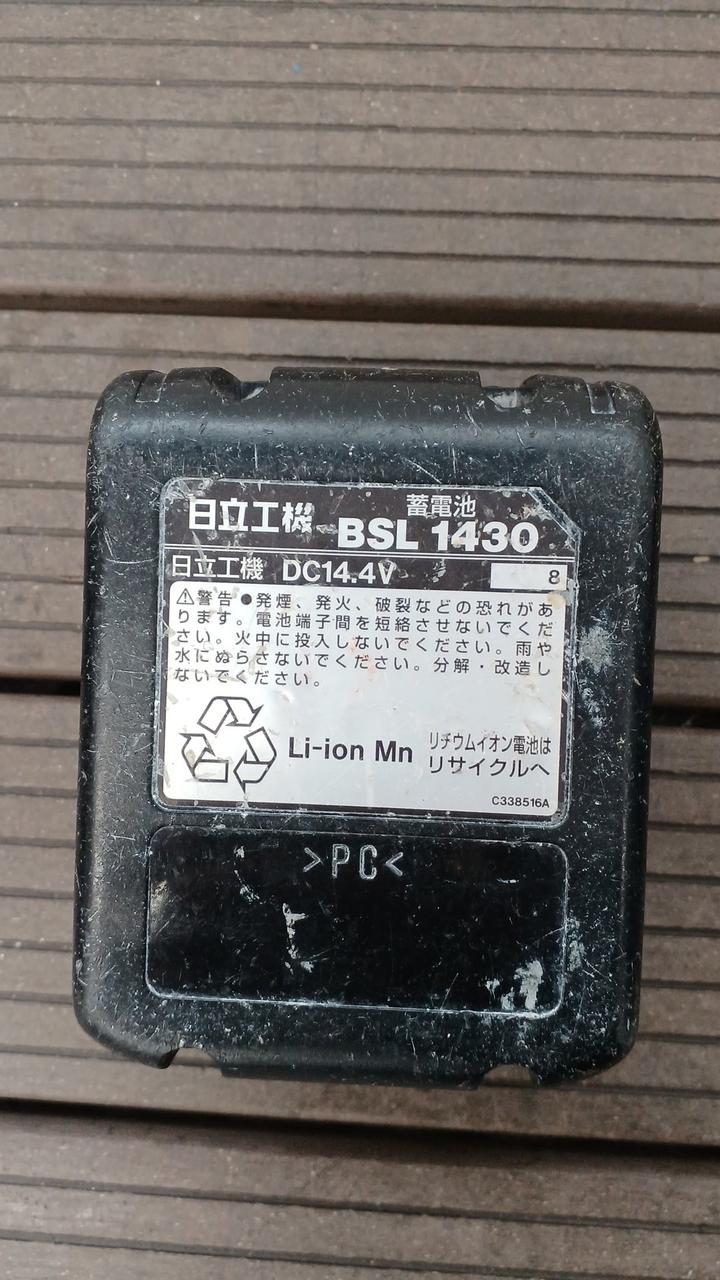 蓄電池
日立工機 BSL 1430
日立工機 DC14.4V 8
⚠警告●発煙、発火、破裂などの恐れがあ
ります。電池端子間を短絡させないでくだ
さい。火中に投入しないでください。雨や
水にぬらさないでください。分解・改造し
ないでください。
Li-ion Mn リチウムイオン電池は
リサイクルへ
C338516A
>PC<